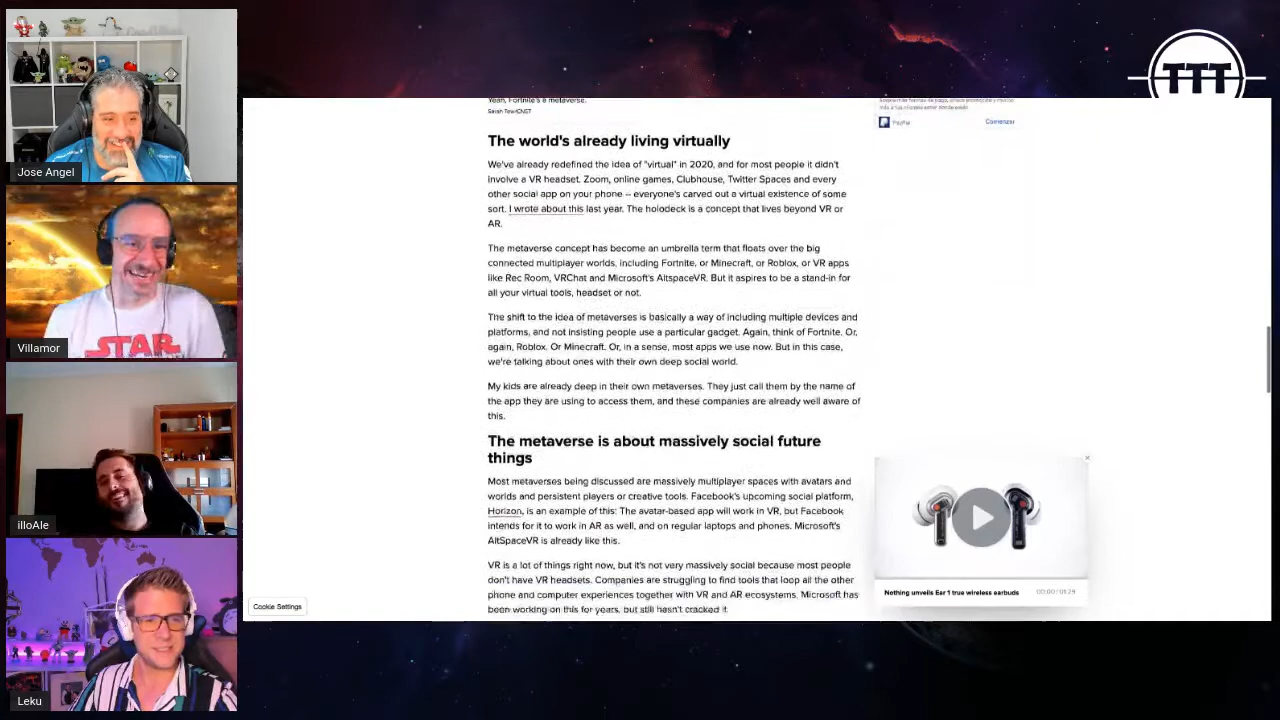 Jose Angel
Villamor
STAR
illoAle
Leku
TTT
Yeah, Fortnite's a metaverse.
Sarah Tew/CNET
The world's already living virtually
We've already redefined the idea of "virtual" in 2020, and for most people it didn't
involve a VR headset. Zoom, online games, Clubhouse, Twitter Spaces and every
other social app on your phone -- everyone's carved out a virtual existence of some
sort. I wrote about this last year. The holodeck is a concept that lives beyond VR or
AR.
The metaverse concept has become an umbrella term that floats over the big
connected multiplayer worlds, including Fortnite, or Minecraft, or Roblox, or VR apps
like Rec Room, VRChat and Microsoft's AltspaceVR. But it aspires to be a stand-in for
all your virtual tools, headset or not.
The shift to the idea of metaverses is basically a way of including multiple devices and
platforms, and not insisting people use a particular gadget. Again, think of Fortnite. Or,
again, Roblox. Or Minecraft. Or, in a sense, most apps we use now. But in this case,
we're talking about ones with their own deep social world.
My kids are already deep in their own metaverses. They just call them by the name of
the app they are using to access them, and these companies are already well aware of
this.
The metaverse is about massively social future
things
Most metaverses being discussed are massively multiplayer spaces with avatars and
worlds and persistent players or creative tools. Facebook's upcoming social platform,
Horizon, is an example of this: The avatar-based app will work in VR, but Facebook
intends for it to work in AR as well, and on regular laptops and phones. Microsoft's
AltSpaceVR is already like this.
VR is a lot of things right now, but it's not very massively social because most people
don't have VR headsets. Companies are struggling to find tools that loop all the other
phone and computer experiences together with VR and AR ecosystems. Microsoft has
been working on this for years, but still hasn't cracked it
PayPal
Comenzar
Nothing unveils Ear 1 true wireless earbuds
00:00 / 01:29
Cookie Settings